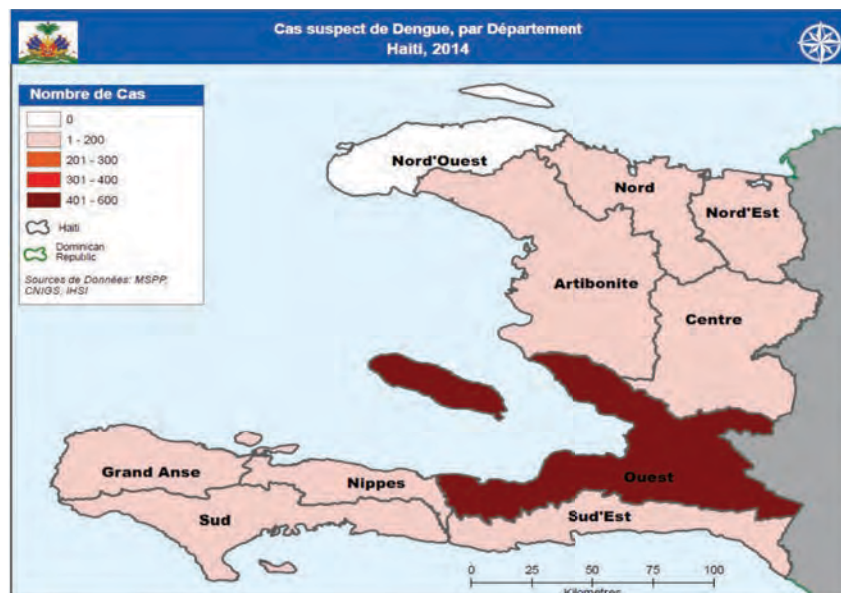 Cas suspect de Dengue, par Département
Haiti, 2014
Nombre de Cas
0
1 - 200
201 - 300
301 - 400
401 - 600
Haiti
Dominican
Republic
Sources de Données: MSPP,
CNIGS, IHSI
Nord'Ouest
Nord
Nord'Est
Artibonite
Centre
Grand Anse
Nippes
Ouest
Sud
Sud'Est
0 25 50 75 100
Kilometres